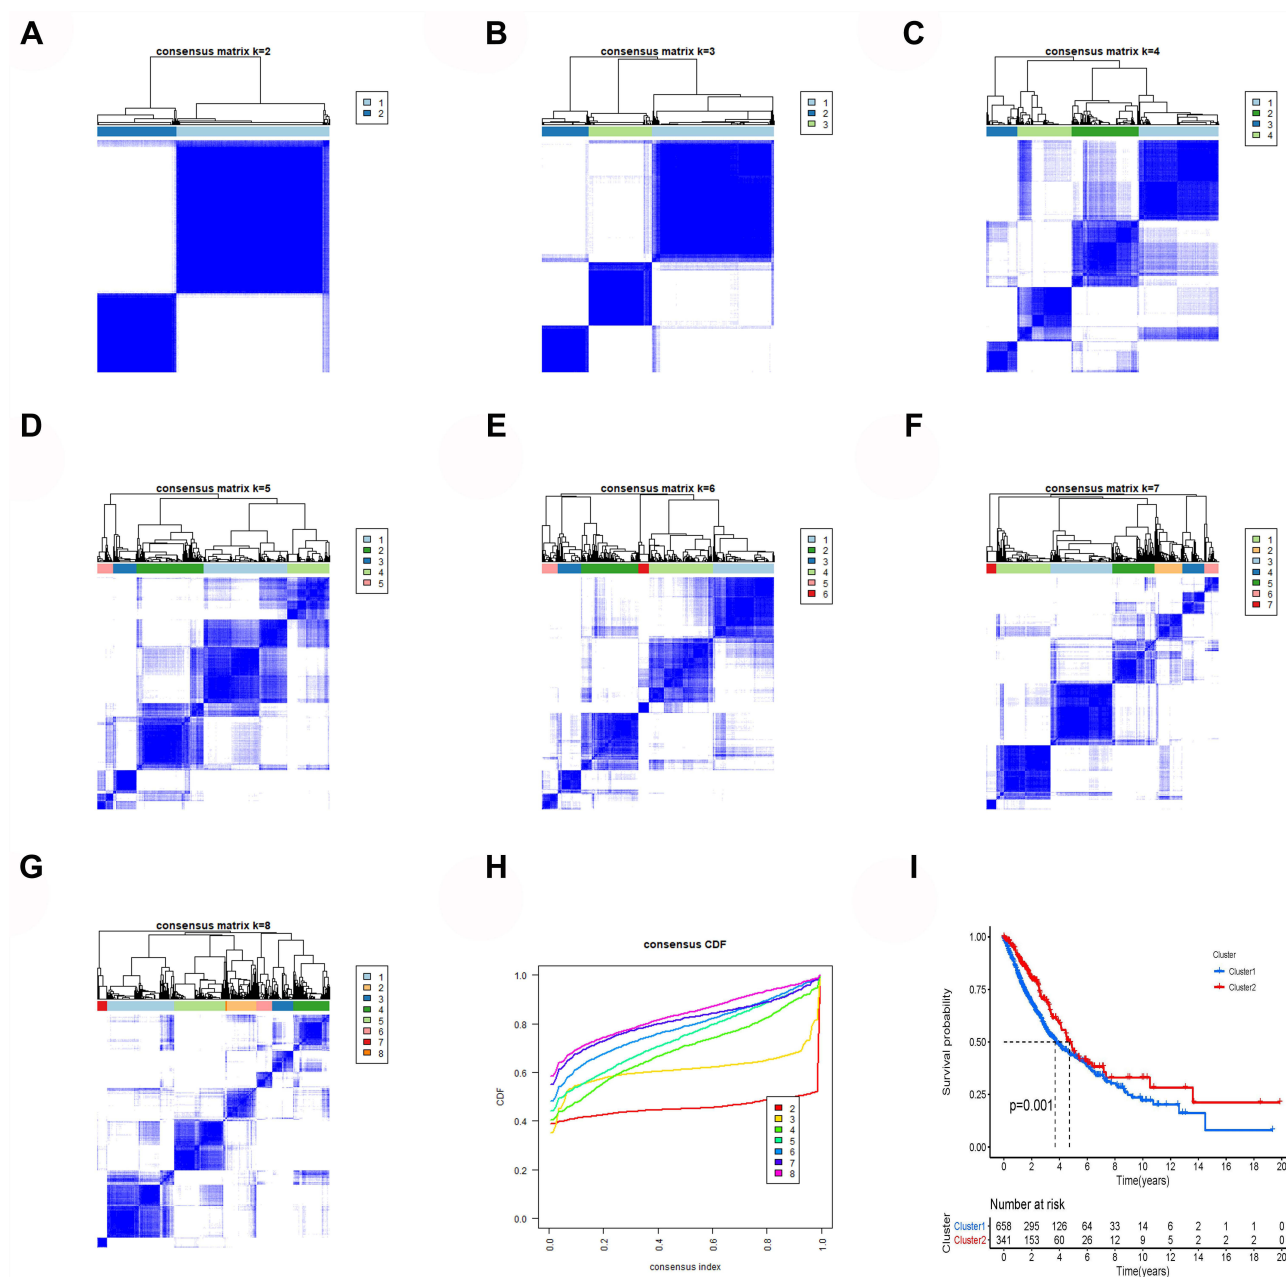 A
consensus matrix k=2
1
2
B
consensus matrix k=3
1
2
3
C
consensus matrix k=4
1
2
3
4
D
consensus matrix k=5
1
2
3
4
5
E
consensus matrix k=6
1
2
3
4
5
6
F
consensus matrix k=7
1
2
3
4
5
6
7
G
consensus matrix k=8
1
2
3
4
5
6
7
8
H
consensus CDF
CDF
1.0
0.8
0.6
0.4
0.2
0.0
2
3
4
5
6
7
8
0.0 0.2 0.4 0.6 0.8 1.0
consensus index
I
Cluster
Cluster1
Cluster2
Survival probability
1.00
0.75
0.50
0.25
0.00
p=0.001
0 2 4 6 8 10 12 14 16 18 20
Time(years)
Number at risk
Cluster
Cluster1 658 295 126 64 33 14 6 2 1 1 0
Cluster2 341 153 60 26 12 9 5 2 2 2 0
0 2 4 6 8 10 12 14 16 18 20
Time(years)